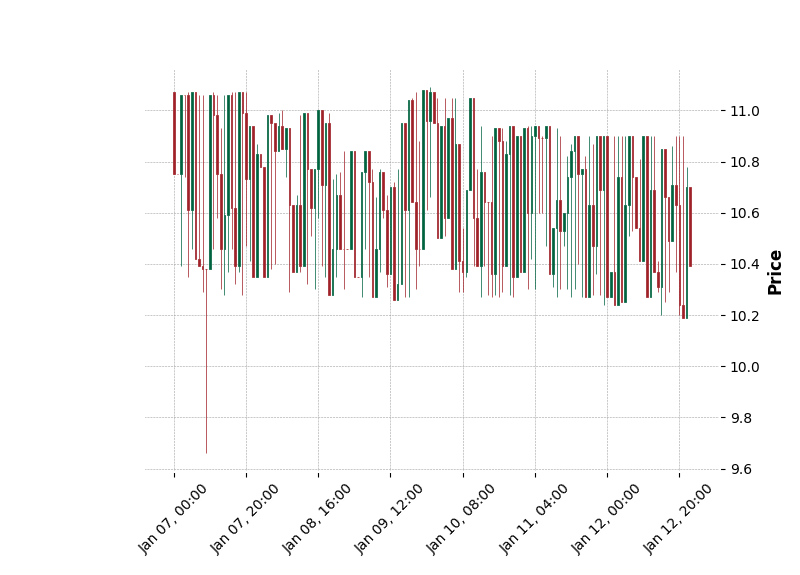 11.0
10.8
10.6
10.4
10.2
10.0
9.8
9.6
Price
Jan 07, 00:00
Jan 07, 20:00
Jan 08, 16:00
Jan 09, 12:00
Jan 10, 08:00
Jan 11, 04:00
Jan 12, 00:00
Jan 12, 20:00